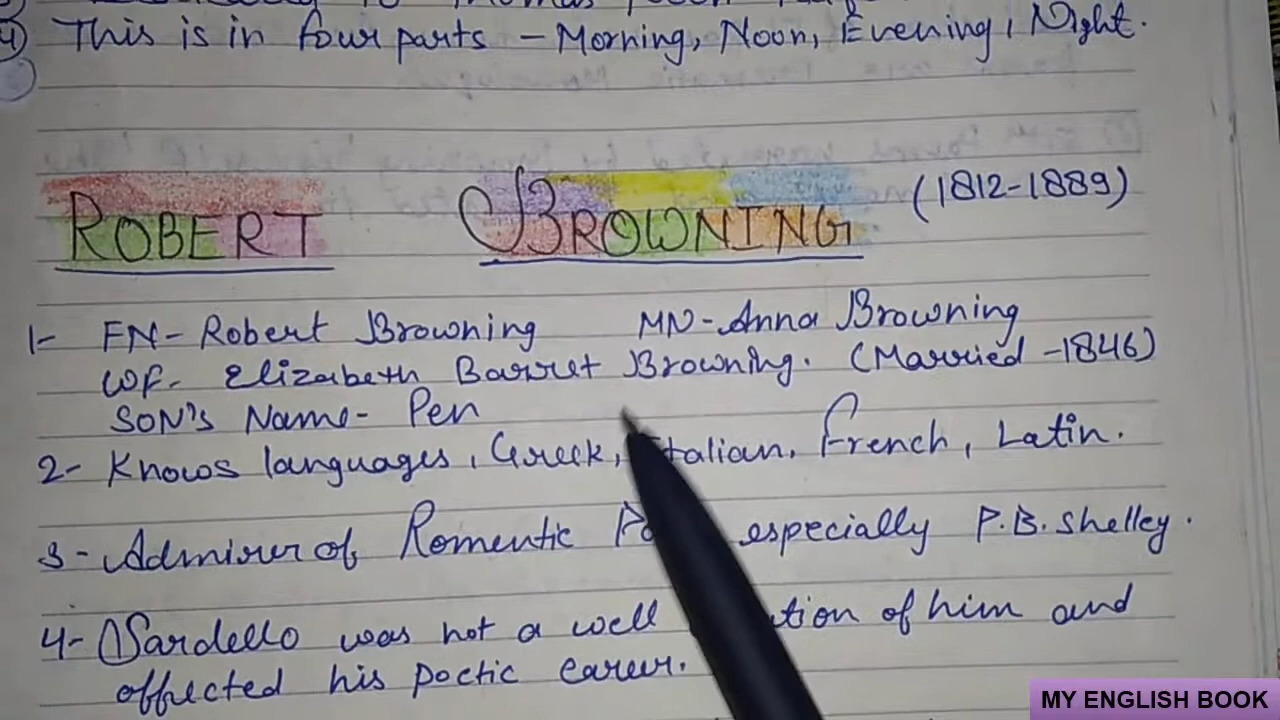 4) This is in four parts - Morning, Noon, Evening, Night.
ROBERT BROWNING (1812-1889)
1- FN- Robert Browning MN- Anna Browning
WF- Elizabeth Barret Browning. (Married -1846)
SON's Name- Pen
2- Knows languages, Greek, Italian, French, Latin.
3- Admirer of Romentic especially P.B. Shelley.
4- 1) Sardello was not a well of him and
offected his poetic career.
MY ENGLISH BOOK